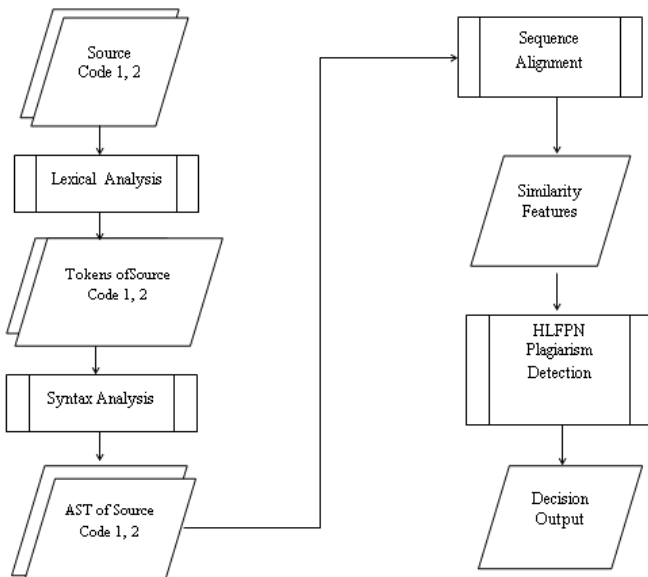 Source
Code 1, 2
Lexical Analysis
Tokens ofSource
Code 1, 2
Syntax Analysis
AST of Source
Code 1, 2
Sequence
Alignment
Similarity
Features
HLFPN
Plagiarism
Detection
Decision
Output